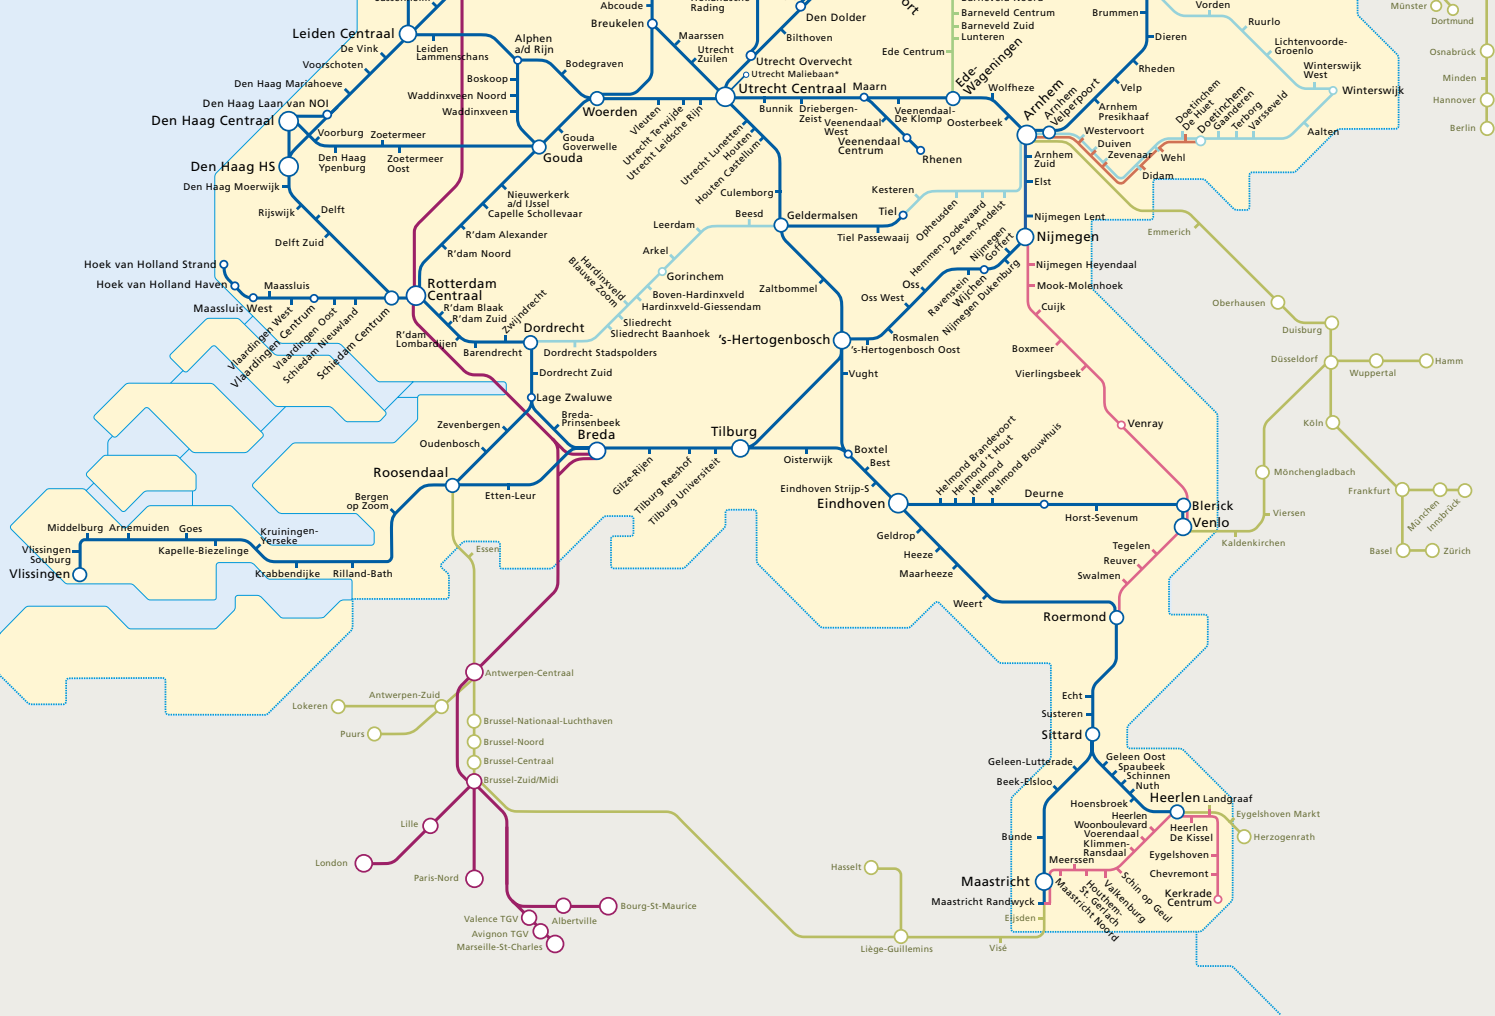 Abcoude
Breukelen
Den Dolder
Bilthoven
Barneveld Centrum
Barneveld Zuid
Lunteren
Ede Centrum
Brummen
Dieren
Vorden
Ruurlo
Lichtenvoorde-
Groenlo
Winterswijk
West
Winterswijk
Aalten
Münster
Dortmund
Osnabrück
Minden
Hannover
Berlin
Leiden Centraal
Leiden
Lammenschans
De Vink
Voorschoten
Den Haag Mariahoeve
Den Haag Laan van NOI
Den Haag Centraal
Voorburg
Den Haag
Ypenburg
Zoetermeer
Zoetermeer
Oost
Den Haag HS
Den Haag Moerwijk
Rijswijk
Delft
Delft Zuid
Alphen
a/d Rijn
Bodegraven
Boskoop
Waddinxveen Noord
Waddinxveen
Woerden
Gouda
Goverwelle
Gouda
Maarssen
Utrecht
Zuilen
Utrecht Overvecht
Utrecht Maliebaan*
Utrecht Centraal
Vleuten
Utrecht Terwijde
Utrecht Leidsche Rijn
Utrecht Lunetten
Houten
Houten Castellum
Bunnik
Driebergen-
Zeist
Maarn
Veenendaal
West
Veenendaal
Centrum
Rhenen
Veenendaal-
De Klomp
Ede-
Wageningen
Wolfheze
Oosterbeek
Arnhem
Arnhem
Velperpoort
Arnhem
Presikhaaf
Velp
Rheden
Westervoort
Duiven
Zevenaar
Didam
Wehl
Doetinchem
De Huet
Doetinchem
Gaanderen
Terborg
Varsseveld
Arnhem
Zuid
Elst
Nijmegen Lent
Nijmegen
Nijmegen Heyendaal
Mook-Molenhoek
Cuijk
Boxmeer
Vierlingsbeek
Venray
Nieuwerkerk
a/d IJssel
Capelle Schollevaar
R'dam Alexander
R'dam Noord
Rotterdam
Centraal
R'dam Blaak
R'dam Zuid
R'dam
Lombardijen
Barendrecht
Zwijndrecht
Dordrecht
Dordrecht Stadspolders
Dordrecht Zuid
Lage Zwaluwe
Hoek van Holland Strand
Hoek van Holland Haven
Maassluis
Maassluis West
Vlaardingen West
Vlaardingen Centrum
Vlaardingen Oost
Schiedam Nieuwland
Schiedam Centrum
Culemborg
Geldermalsen
Beesd
Leerdam
Arkel
Gorinchem
Hardinxveld
Blauwe Zoom
Boven-Hardinxveld
Hardinxveld-Giessendam
Sliedrecht
Sliedrecht Baanhoek
Tiel Passewaaij
Tiel
Kesteren
Opheusden
Hemmen-Dodewaard
Zetten-Andelst
Nijmegen
Goffert
Nijmegen Dukenburg
Wijchen
Ravenstein
Oss
Oss West
Rosmalen
's-Hertogenbosch Oost
Zaltbommel
's-Hertogenbosch
Vught
Emmerich
Oberhausen
Duisburg
Düsseldorf
Wuppertal
Hamm
Köln
Mönchengladbach
Viersen
Kaldenkirchen
Frankfurt
München
Innsbrück
Basel
Zürich
Zevenbergen
Oudenbosch
Breda-
Prinsenbeek
Breda
Gilze-Rijen
Tilburg Reeshof
Tilburg Universiteit
Tilburg
Oisterwijk
Boxtel
Best
Eindhoven Strijp-S
Eindhoven
Helmond Brandevoort
Helmond 't Hout
Helmond
Helmond Brouwhuis
Deurne
Horst-Sevenum
Blerick
Venlo
Tegelen
Reuver
Swalmen
Roermond
Geldrop
Heeze
Maarheeze
Weert
Roosendaal
Etten-Leur
Bergen
op Zoom
Middelburg
Arnemuiden
Goes
Kapelle-Biezelinge
Kruiningen-
Yerseke
Krabbendijke
Rilland-Bath
Vlissingen
Souburg
Vlissingen
Essen
Antwerpen-Centraal
Antwerpen-Zuid
Lokeren
Puurs
Brussel-Nationaal-Luchthaven
Brussel-Noord
Brussel-Centraal
Brussel-Zuid/Midi
Lille
London
Paris-Nord
Valence TGV
Avignon TGV
Marseille-St-Charles
Albertville
Bourg-St-Maurice
Hasselt
Liège-Guillemins
Visé
Echt
Susteren
Sittard
Geleen-Lutterade
Beek-Elsloo
Geleen Oost
Spaubeek
Schinnen
Nuth
Hoensbroek
Heerlen
Landgraaf
Eygelshoven Markt
Herzogenrath
Heerlen
Woonboulevard
Voerendaal
Klimmen-
Ransdaal
Heerlen
De Kissel
Eygelshoven
Chevremont
Kerkrade
Centrum
Bunde
Meerssen
Maastricht
Maastricht Randwyck
Eijsden
Maastricht Noord
Houthem-
St. Gerlach
Valkenburg
Schin op Geul